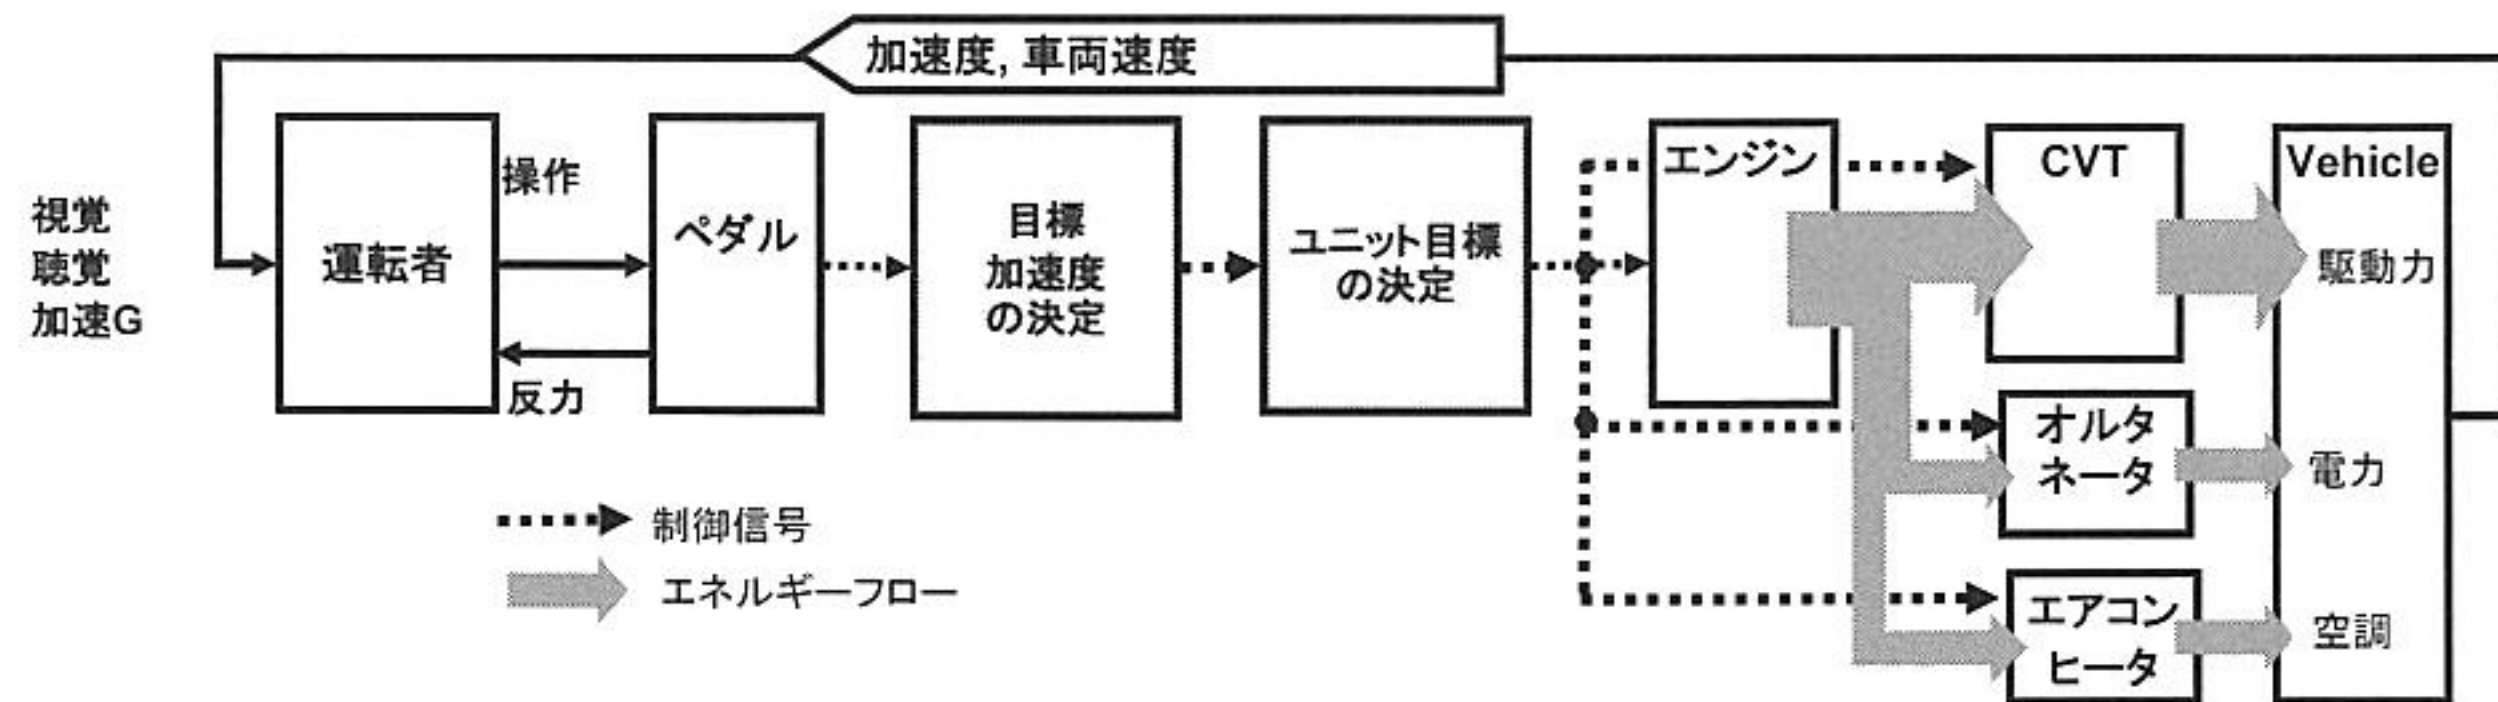 加速度, 車両速度
視覚
聴覚
加速G
運転者
操作
反力
ペダル
目標
加速度
の決定
ユニット目標
の決定
エンジン
CVT
Vehicle
駆動力
オルタ
ネータ
電力
エアコン
ヒータ
空調
制御信号
エネルギーフロー